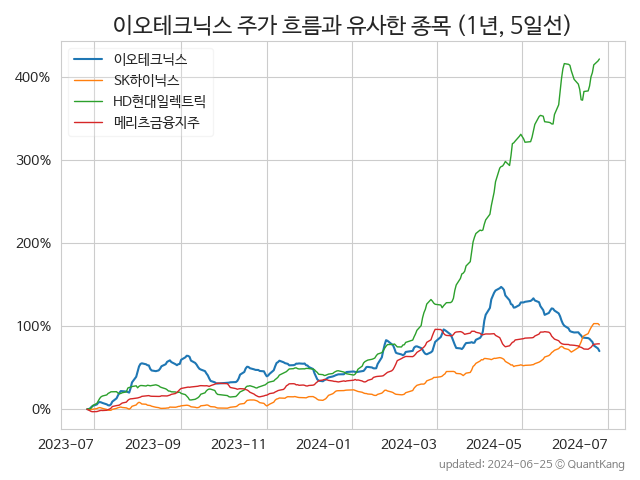 이오테크닉스 주가 흐름과 유사한 종목 (1년, 5일선)
이오테크닉스
SK하이닉스
HD현대일렉트릭
메리츠금융지주
400%
300%
200%
100%
0%
2023-07 2023-09 2023-11 2024-01 2024-03 2024-05 2024-07
updated: 2024-06-25 ⓒ QuantKang